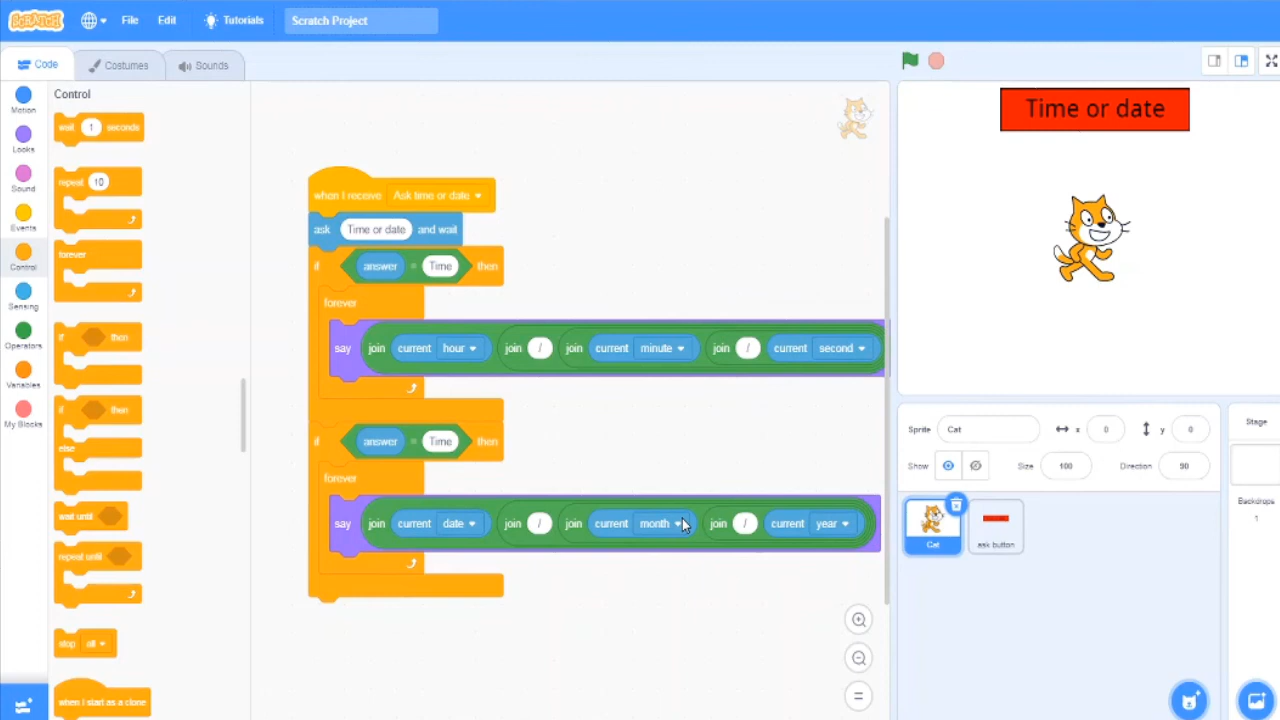 SCRATCH File Edit Tutorials Scratch Project
Code Costumes Sounds
Motion
Looks
Sound
Events
Control
Sensing
Operators
Variables
My Blocks
Control
wait 1 seconds
repeat 10
forever
if then
if then
else
wait until
repeat until
stop all
when I start as a clone
when I receive Ask time or date
ask Time or date and wait
if answer = Time then
forever
say join current hour join / join current minute join / current second
if answer = Time then
forever
say join current date join / join current month join / current year
Time or date
Sprite Cat x 0 y 0
Show Size 100 Direction 90
Cat
ask button
Stage
Backdrops
1